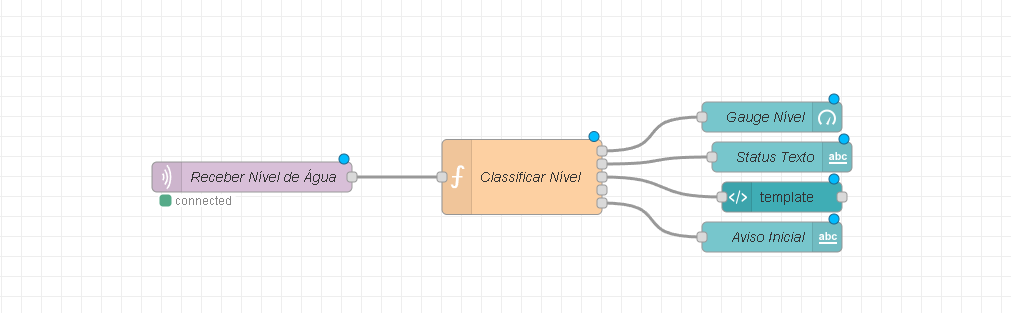 Gauge Nível
Status Texto
abc
Receber Nível de Água
connected
Classificar Nível
template
Aviso Inicial
abc